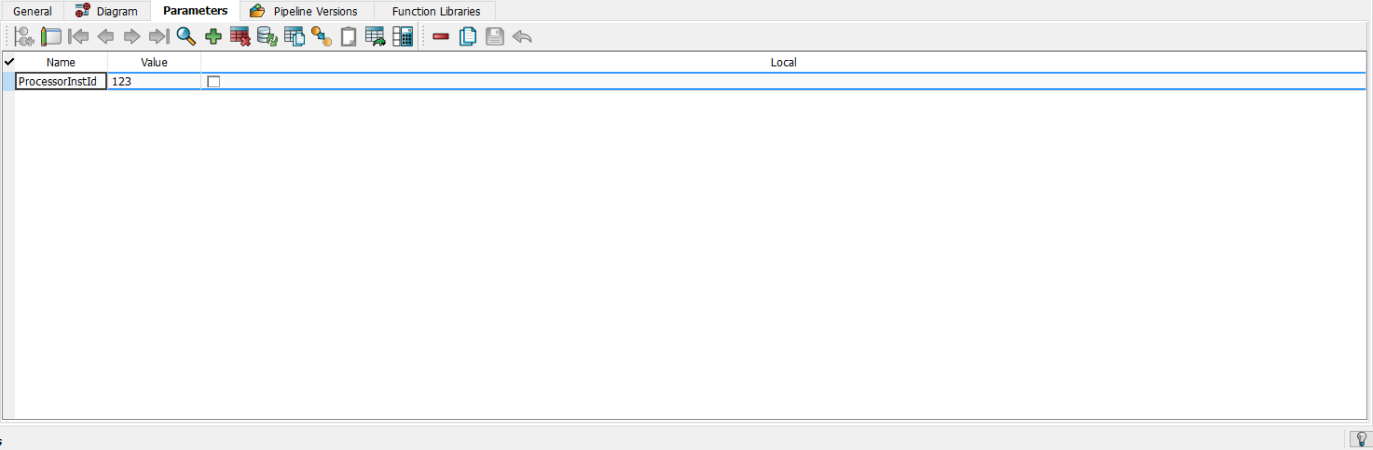 General Diagram Parameters Pipeline Versions Function Libraries
Name Value Local
ProcessorInstId 123
s